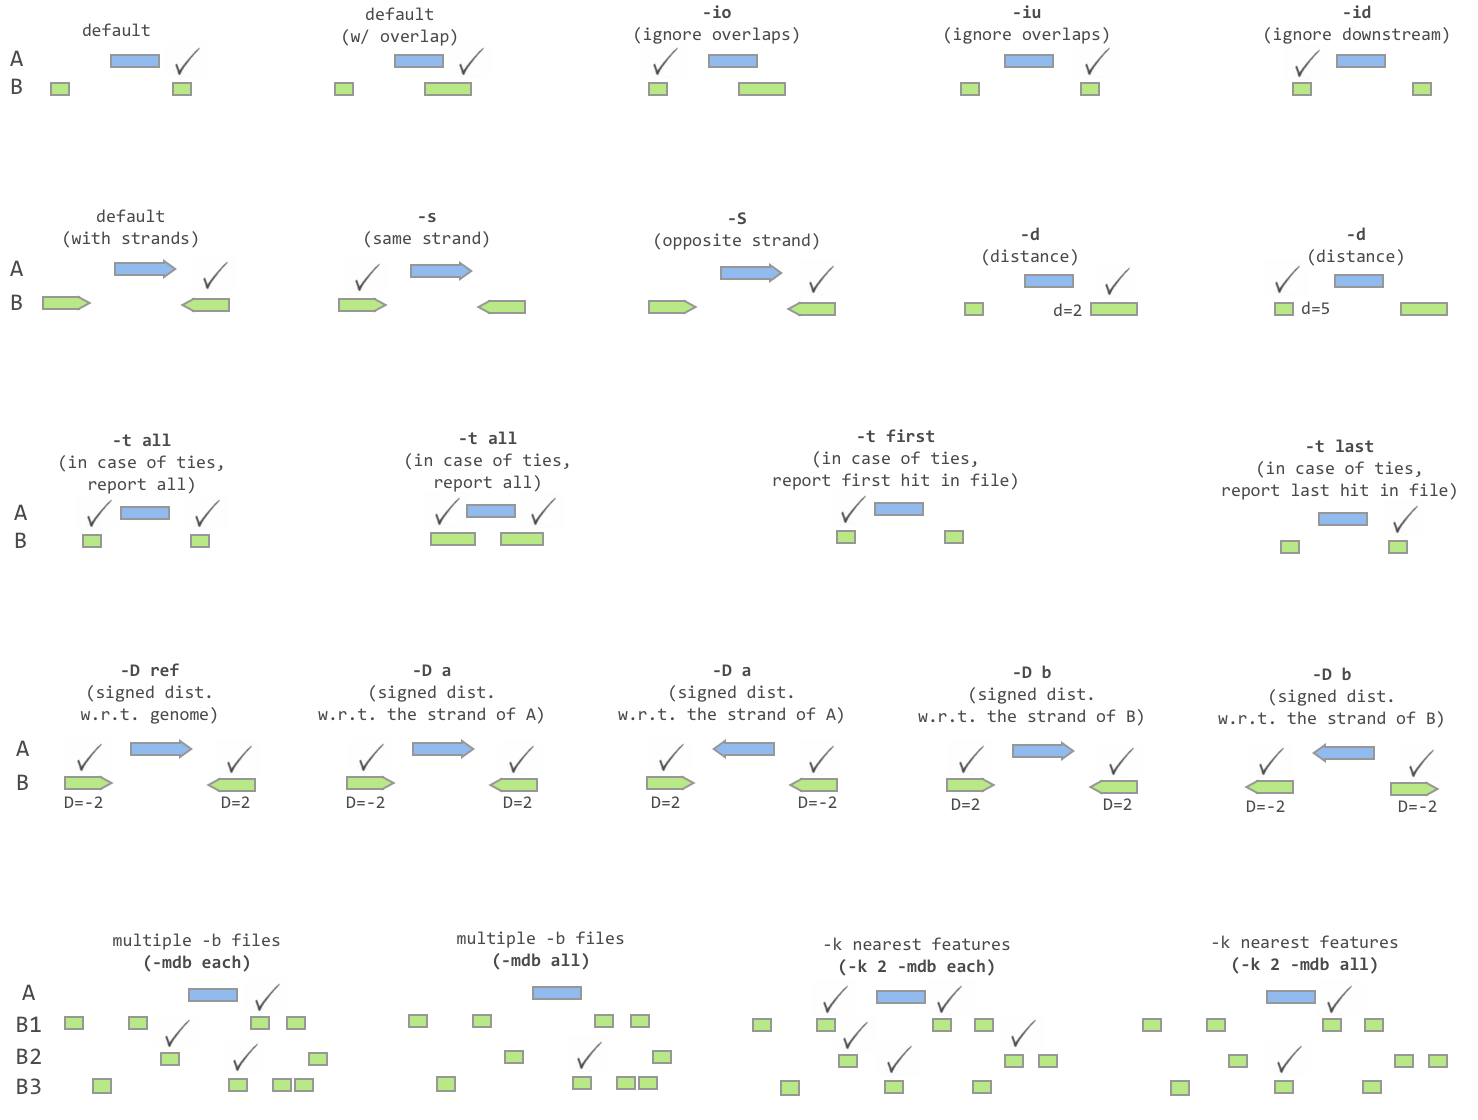 default
default
(w/ overlap)
-io
(ignore overlaps)
-iu
(ignore overlaps)
-id
(ignore downstream)
A
B
default
(with strands)
-s
(same strand)
-S
(opposite strand)
-d
(distance)
-d
(distance)
A
B
d=2
d=5
-t all
(in case of ties,
report all)
-t all
(in case of ties,
report all)
-t first
(in case of ties,
report first hit in file)
-t last
(in case of ties,
report last hit in file)
A
B
-D ref
(signed dist.
w.r.t. genome)
-D a
(signed dist.
w.r.t. the strand of A)
-D a
(signed dist.
w.r.t. the strand of A)
-D b
(signed dist.
w.r.t. the strand of B)
-D b
(signed dist.
w.r.t. the strand of B)
A
B
D=-2
D=2
D=-2
D=2
D=2
D=-2
D=2
D=2
D=-2
D=-2
multiple -b files
(-mdb each)
multiple -b files
(-mdb all)
-k nearest features
(-k 2 -mdb each)
-k nearest features
(-k 2 -mdb all)
A
B1
B2
B3